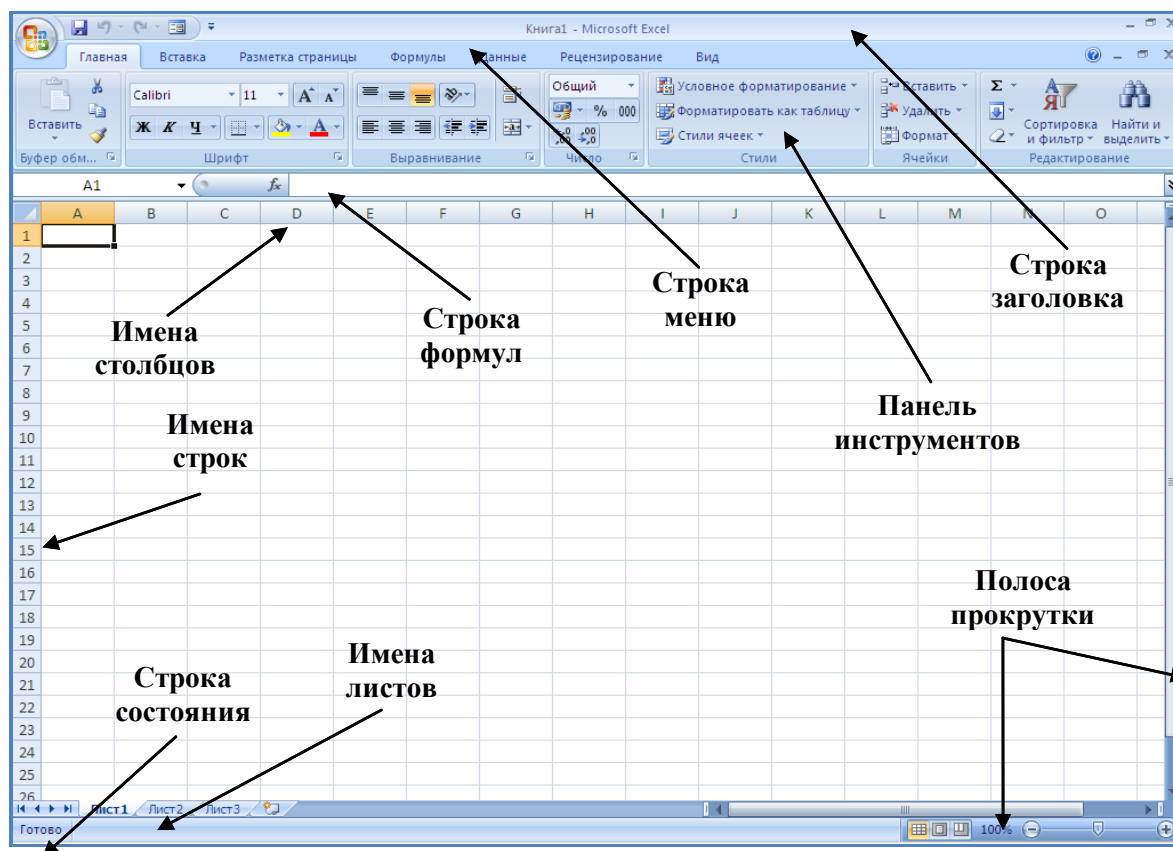 Книга1 - Microsoft Excel
Главная Вставка Разметка страницы Формулы Данные Рецензирование Вид
Calibri 11 Общий Условное форматирование Вставить Σ
Вставить Форматировать как таблицу Удалить Сортировка и фильтр Найти и выделить
Ж К Ч % 000 Стили ячеек Формат
Буфер обм... Шрифт Выравнивание Число Стили Ячейки Редактирование
A1 fx
A B C D E F G H I J K L M N O
1
2
3
4
5
6
7
8
9
10
11
12
13
14
15
16
17
18
19
20
21
22
23
24
25
26
Имена
столбцов
Строка
формул
Строка
меню
Строка
заголовка
Имена
строк
Панель
инструментов
Полоса
прокрутки
Строка
состояния
Имена
листов
Лист1 Лист2 Лист3
Готово 100%